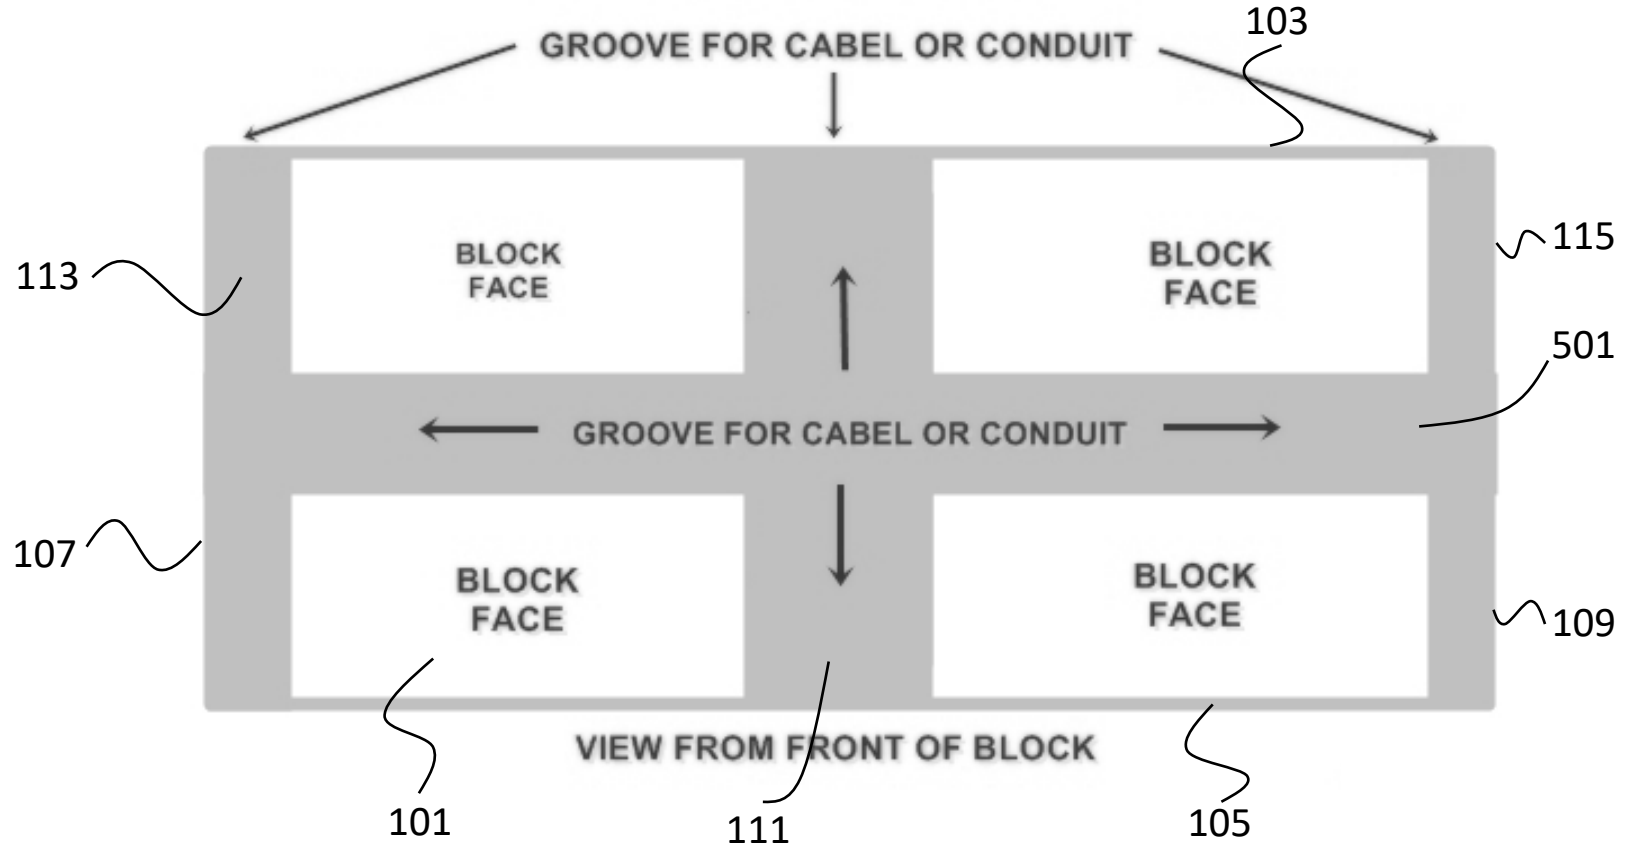 103
GROOVE FOR CABEL OR CONDUIT
BLOCK
FACE
BLOCK
FACE
115
113
501
GROOVE FOR CABEL OR CONDUIT
107
BLOCK
FACE
BLOCK
FACE
109
VIEW FROM FRONT OF BLOCK
101
111
105